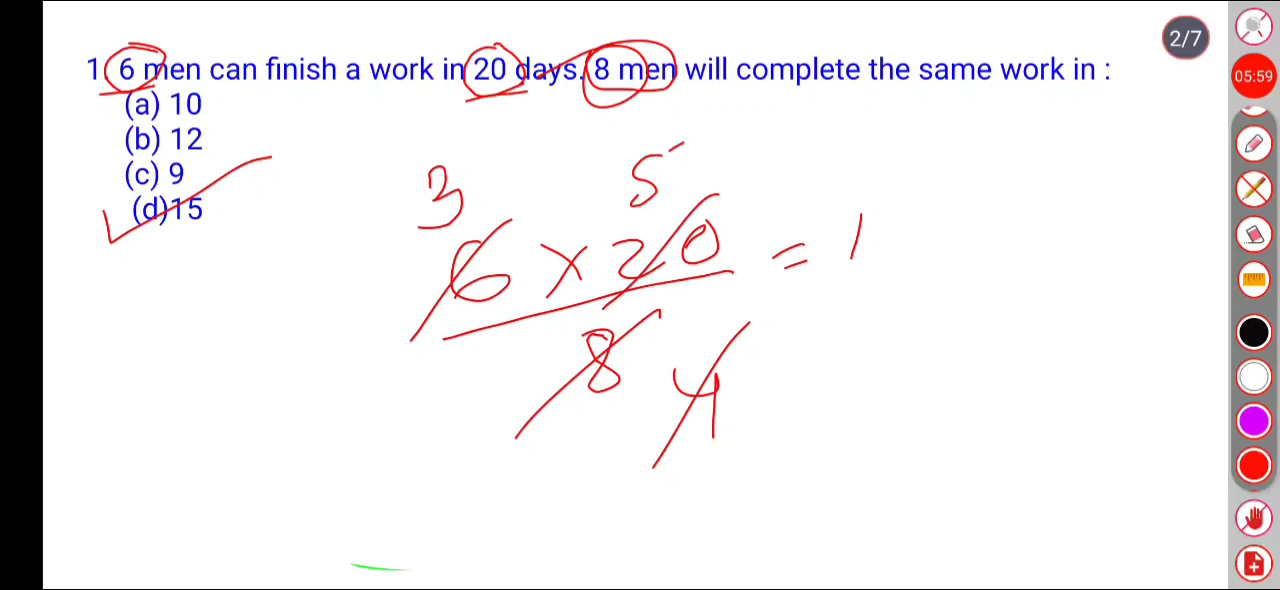 2/7
1 6 men can finish a work in 20 days. 8 men will complete the same work in :
05:59
(a) 10
(b) 12
(c) 9
(d) 15
3 5
6 × 20 = 1
8 4